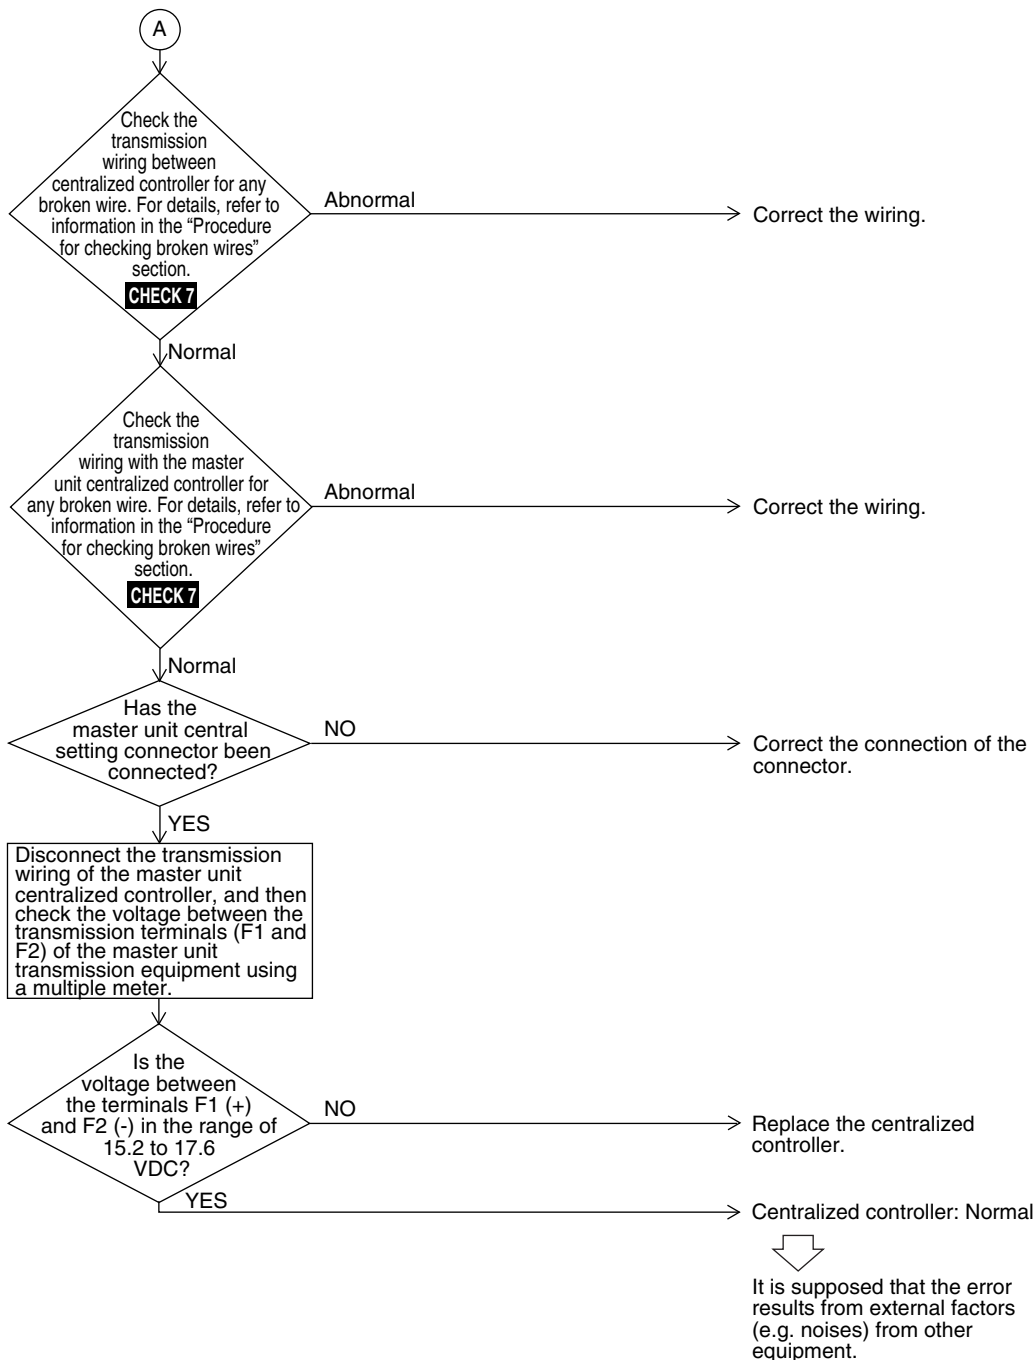 A
Check the
transmission
wiring between
centralized controller for any
broken wire. For details, refer to
information in the “Procedure
for checking broken wires”
section.
CHECK 7
Abnormal
Correct the wiring.
Normal
Check the
transmission
wiring with the master
unit centralized controller for
any broken wire. For details, refer to
information in the “Procedure
for checking broken wires”
section.
CHECK 7
Abnormal
Correct the wiring.
Normal
Has the
master unit central
setting connector been
connected?
NO
Correct the connection of the
connector.
YES
Disconnect the transmission
wiring of the master unit
centralized controller, and then
check the voltage between the
transmission terminals (F1 and
F2) of the master unit
transmission equipment using
a multiple meter.
Is the
voltage between
the terminals F1 (+)
and F2 (-) in the range of
15.2 to 17.6
VDC?
NO
Replace the centralized
controller.
YES
Centralized controller: Normal
It is supposed that the error
results from external factors
(e.g. noises) from other
equipment.